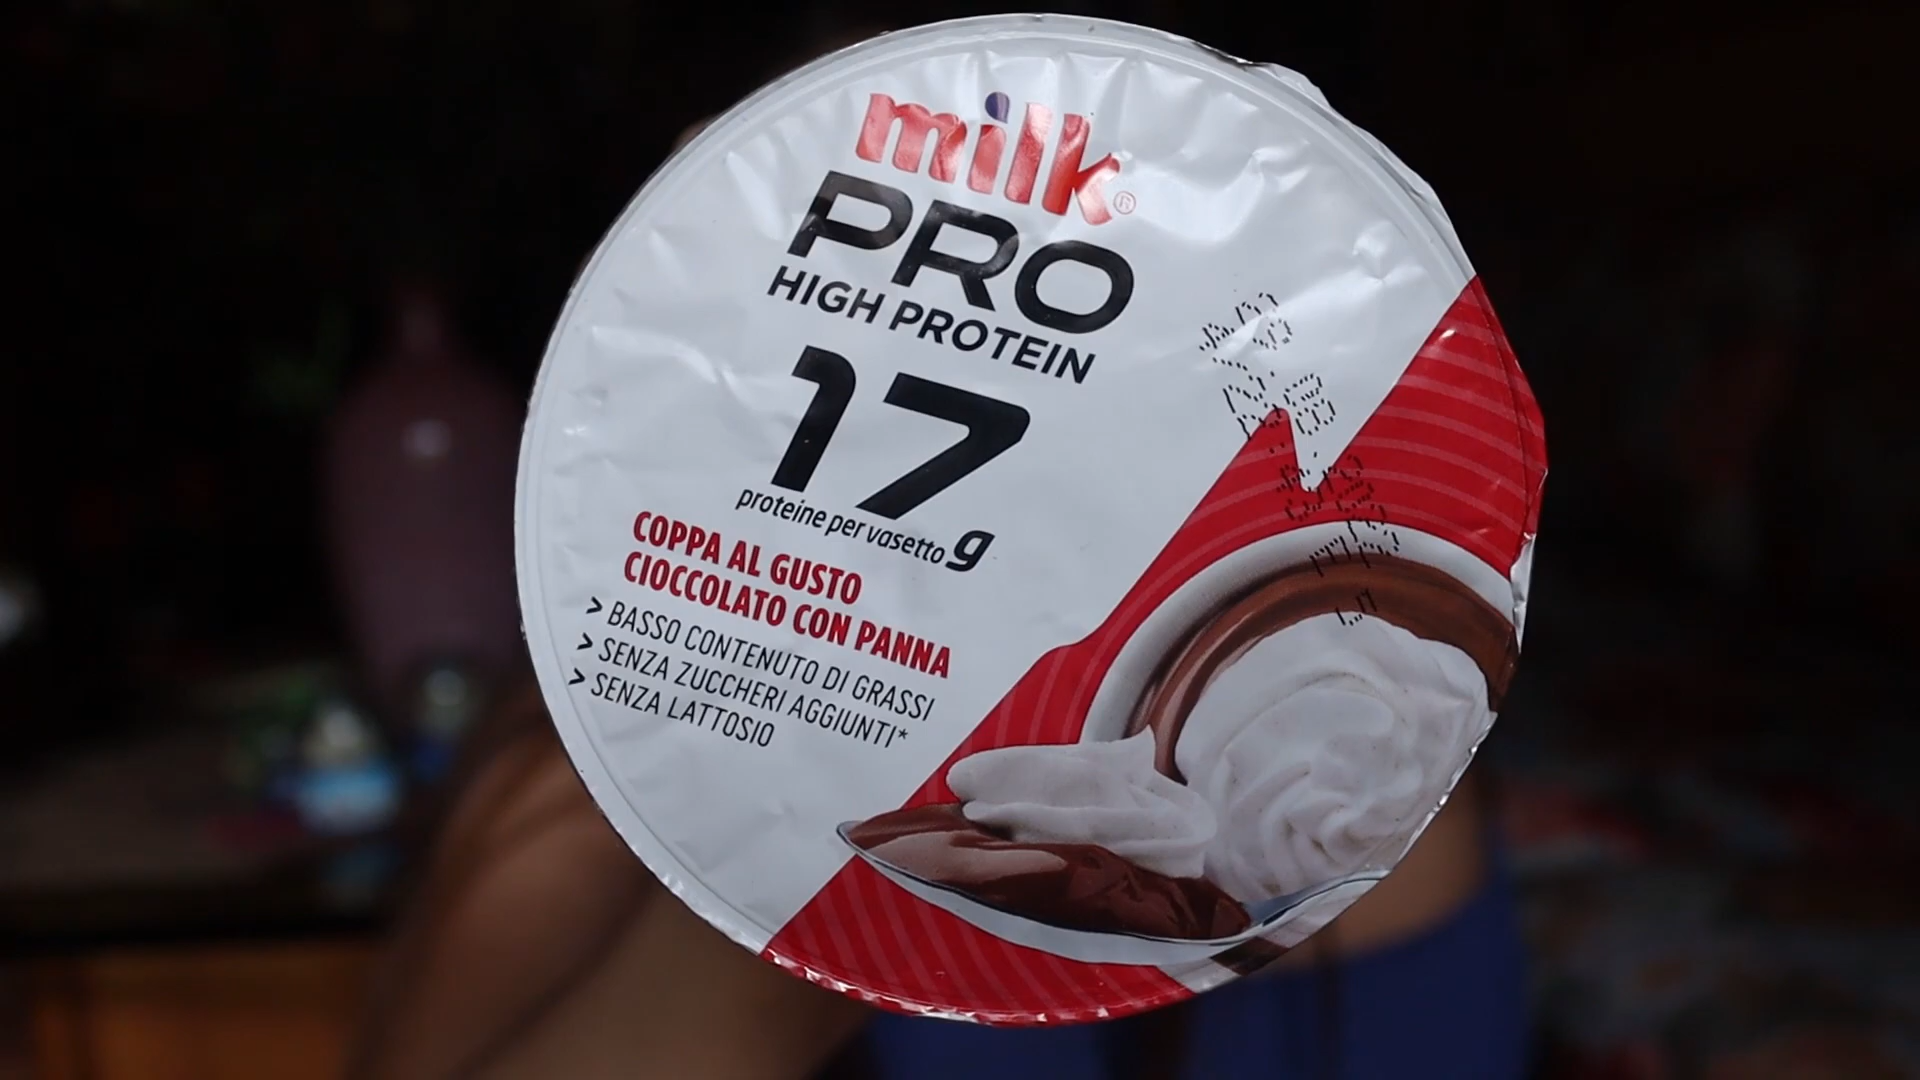 milk®
PRO
HIGH PROTEIN
17
proteine per vasetto g
COPPA AL GUSTO
CIOCCOLATO CON PANNA
> BASSO CONTENUTO DI GRASSI
> SENZA ZUCCHERI AGGIUNTI*
> SENZA LATTOSIO